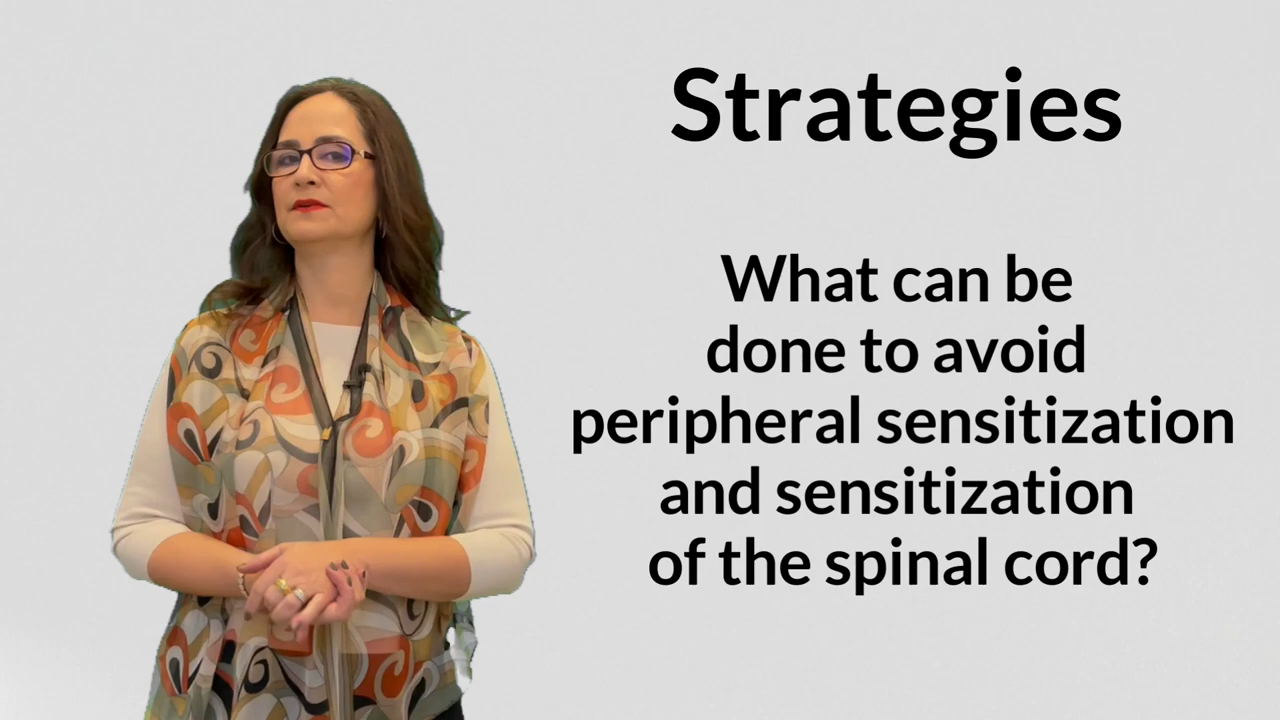 Strategies
What can be
done to avoid
peripheral sensitization
and sensitization
of the spinal cord?